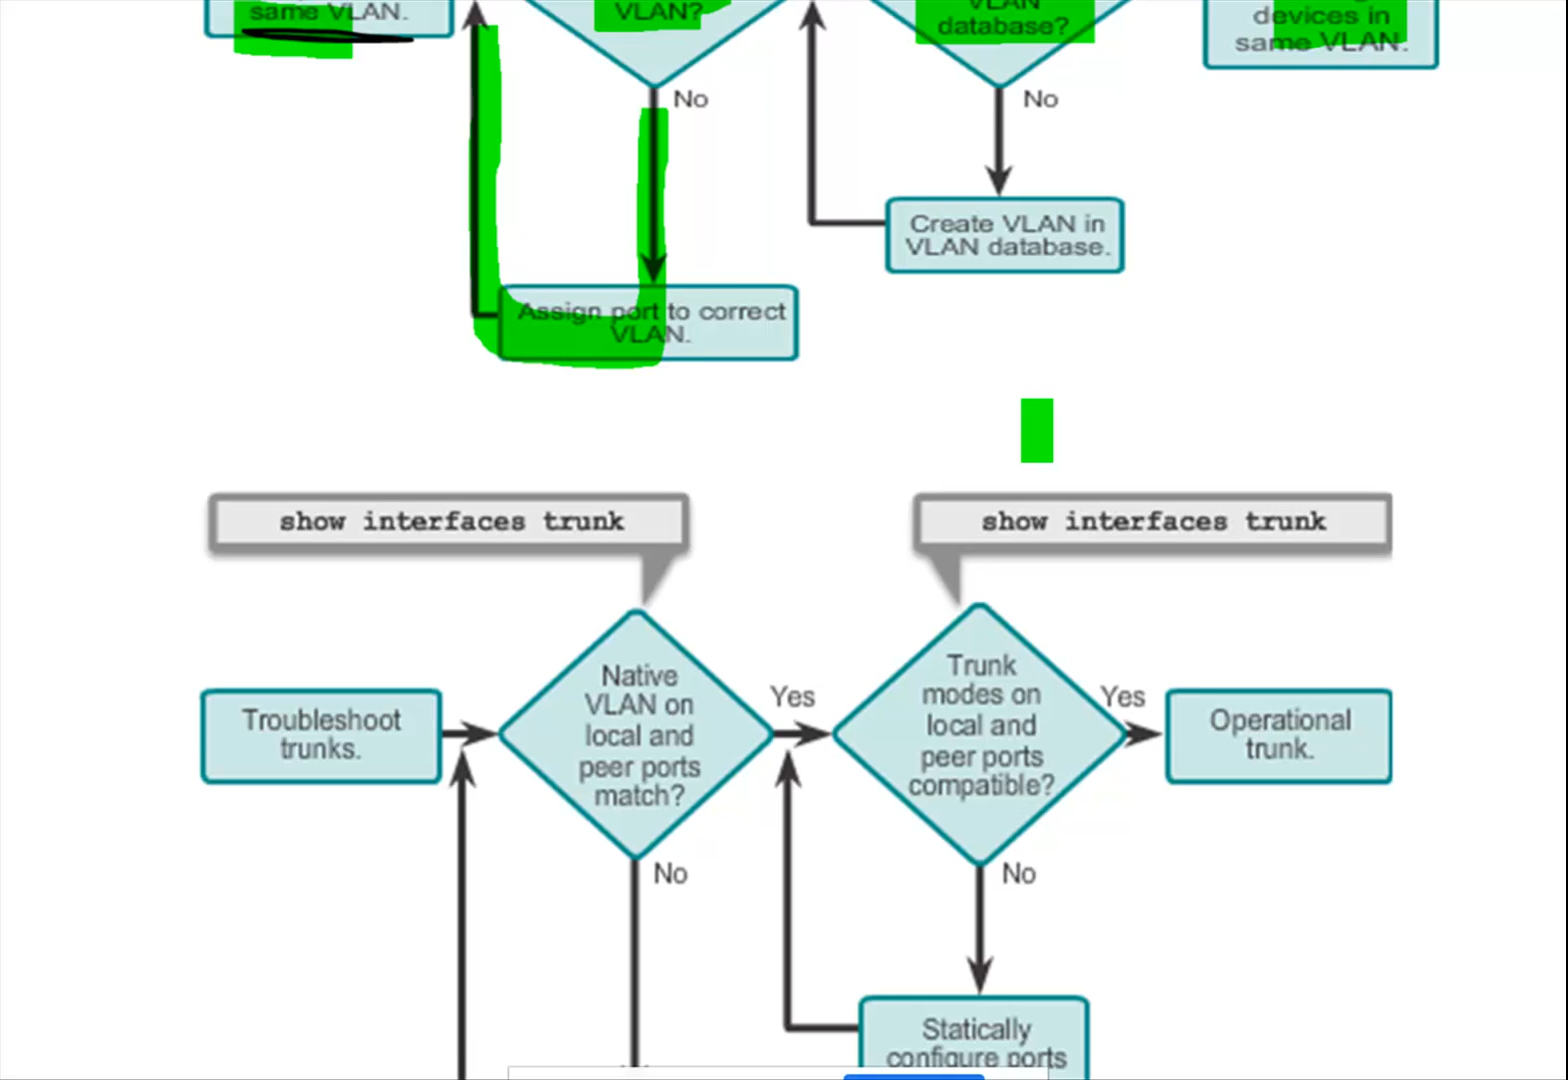 same VLAN.
VLAN?
VLAN
database?
devices in
same VLAN.
No
No
Create VLAN in
VLAN database.
Assign port to correct
VLAN.
show interfaces trunk
show interfaces trunk
Troubleshoot
trunks.
Native
VLAN on
local and
peer ports
match?
Yes
Trunk
modes on
local and
peer ports
compatible?
Yes
Operational
trunk.
No
No
Statically
configure ports